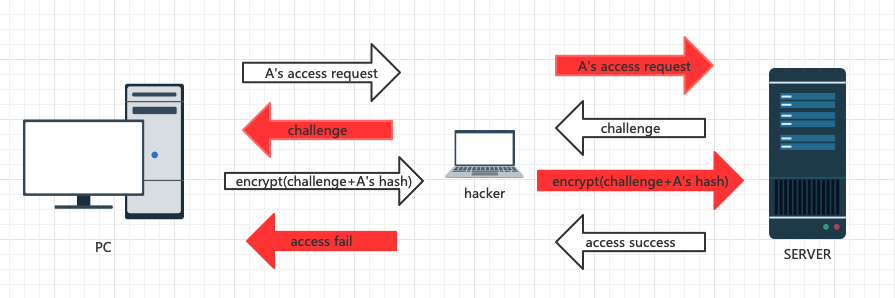 A's access request
A's access request
challenge
challenge
encrypt(challenge+A's hash)
encrypt(challenge+A's hash)
hacker
access fail
access success
PC
SERVER